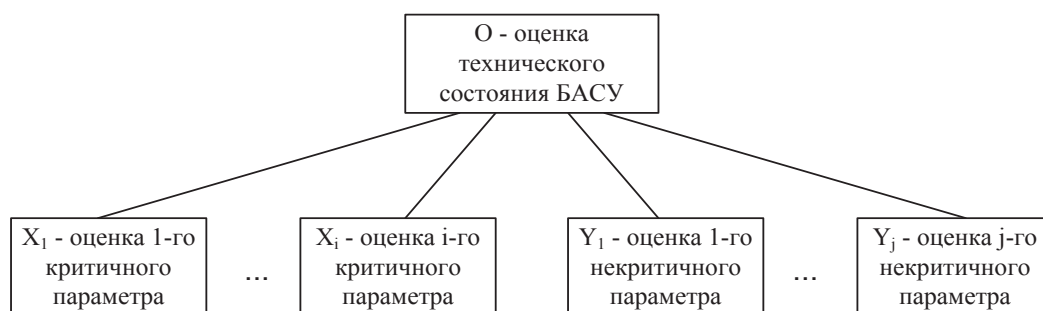 О - оценка
технического
состояния БАСУ
X₁ - оценка 1-го
критичного
параметра
...
Xᵢ - оценка i-го
критичного
параметра
Y₁ - оценка 1-го
некритичного
параметра
...
Yⱼ - оценка j-го
некритичного
параметра